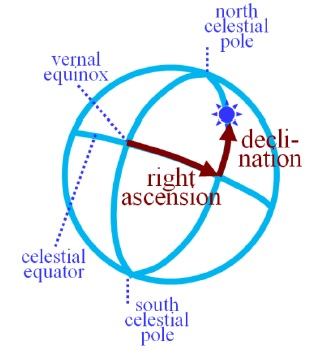 north
celestial
pole
vernal
equinox
decli-
nation
right
ascension
celestial
equator
south
celestial
pole